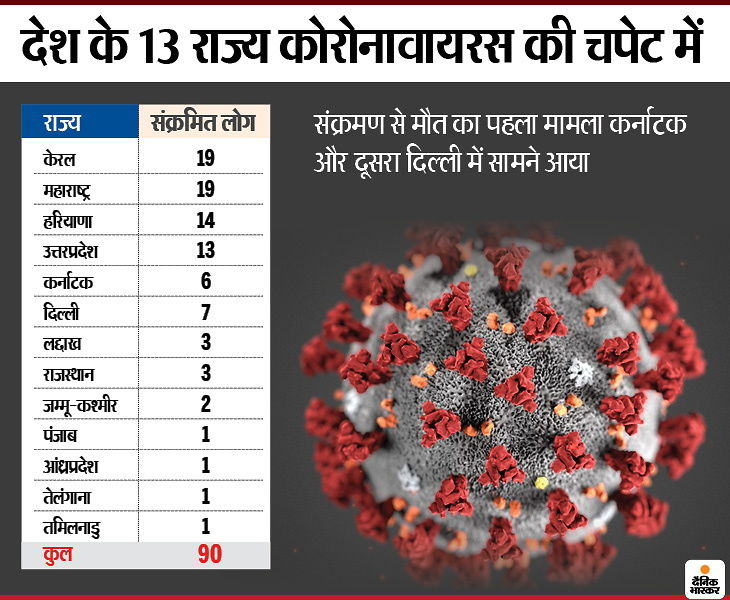 देश के 13 राज्य कोरोनावायरस की चपेट में
राज्य संक्रमित लोग
केरल 19
महाराष्ट्र 19
हरियाणा 14
उत्तरप्रदेश 13
कर्नाटक 6
दिल्ली 7
लद्दाख 3
राजस्थान 3
जम्मू-कश्मीर 2
पंजाब 1
आंध्रप्रदेश 1
तेलंगाना 1
तमिलनाडु 1
कुल 90
संक्रमण से मौत का पहला मामला कर्नाटक
और दूसरा दिल्ली में सामने आया
दैनिक
भास्कर